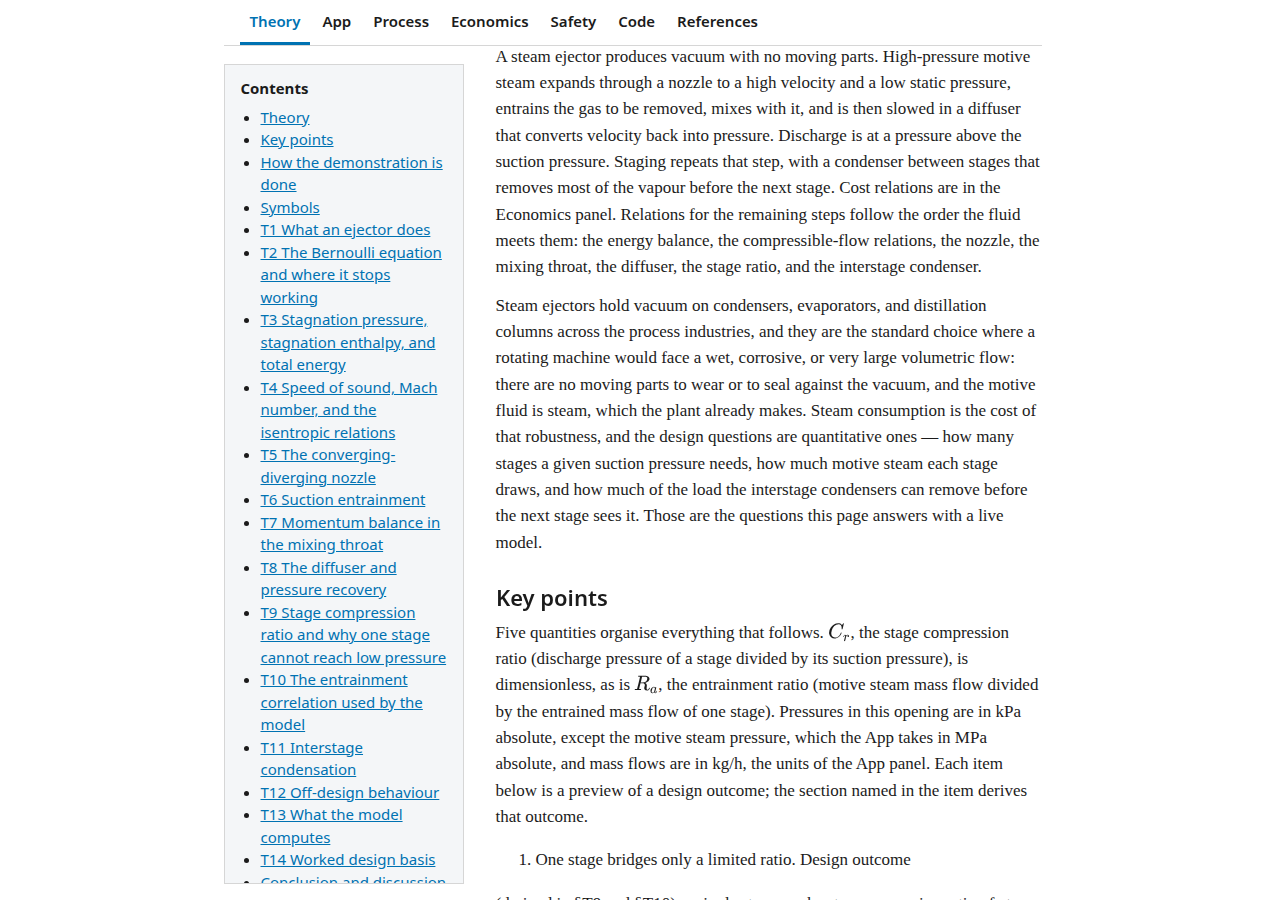 Theory App Process Economics Safety Code References
Contents
Theory
Key points
How the demonstration is
done
Symbols
T1 What an ejector does
T2 The Bernoulli equation
and where it stops
working
T3 Stagnation pressure,
stagnation enthalpy, and
total energy
T4 Speed of sound, Mach
number, and the
isentropic relations
T5 The converging-
diverging nozzle
T6 Suction entrainment
T7 Momentum balance in
the mixing throat
T8 The diffuser and
pressure recovery
T9 Stage compression
ratio and why one stage
cannot reach low pressure
T10 The entrainment
correlation used by the
model
T11 Interstage
condensation
T12 Off-design behaviour
T13 What the model
computes
T14 Worked design basis
Conclusion and discussion
A steam ejector produces vacuum with no moving parts. High-pressure motive
steam expands through a nozzle to a high velocity and a low static pressure,
entrains the gas to be removed, mixes with it, and is then slowed in a diffuser
that converts velocity back into pressure. Discharge is at a pressure above the
suction pressure. Staging repeats that step, with a condenser between stages that
removes most of the vapour before the next stage. Cost relations are in the
Economics panel. Relations for the remaining steps follow the order the fluid
meets them: the energy balance, the compressible-flow relations, the nozzle, the
mixing throat, the diffuser, the stage ratio, and the interstage condenser.
Steam ejectors hold vacuum on condensers, evaporators, and distillation
columns across the process industries, and they are the standard choice where a
rotating machine would face a wet, corrosive, or very large volumetric flow:
there are no moving parts to wear or to seal against the vacuum, and the motive
fluid is steam, which the plant already makes. Steam consumption is the cost of
that robustness, and the design questions are quantitative ones — how many
stages a given suction pressure needs, how much motive steam each stage
draws, and how much of the load the interstage condensers can remove before
the next stage sees it. Those are the questions this page answers with a live
model.
Key points
Five quantities organise everything that follows. C_r, the stage compression
ratio (discharge pressure of a stage divided by its suction pressure), is
dimensionless, as is R_a, the entrainment ratio (motive steam mass flow divided
by the entrained mass flow of one stage). Pressures in this opening are in kPa
absolute, except the motive steam pressure, which the App takes in MPa
absolute, and mass flows are in kg/h, the units of the App panel. Each item
below is a preview of a design outcome; the section named in the item derives
that outcome.
1. One stage bridges only a limited ratio. Design outcome